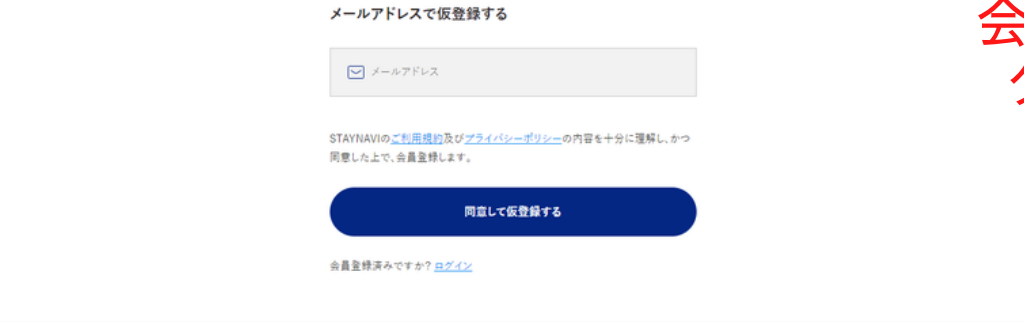 メールアドレスで仮登録する
会
メールアドレス
STAYNAVIのご利用規約及びプライバシーポリシーの内容を十分に理解し、かつ
同意した上で、会員登録します。
同意して仮登録する
会員登録済みですか? ログイン